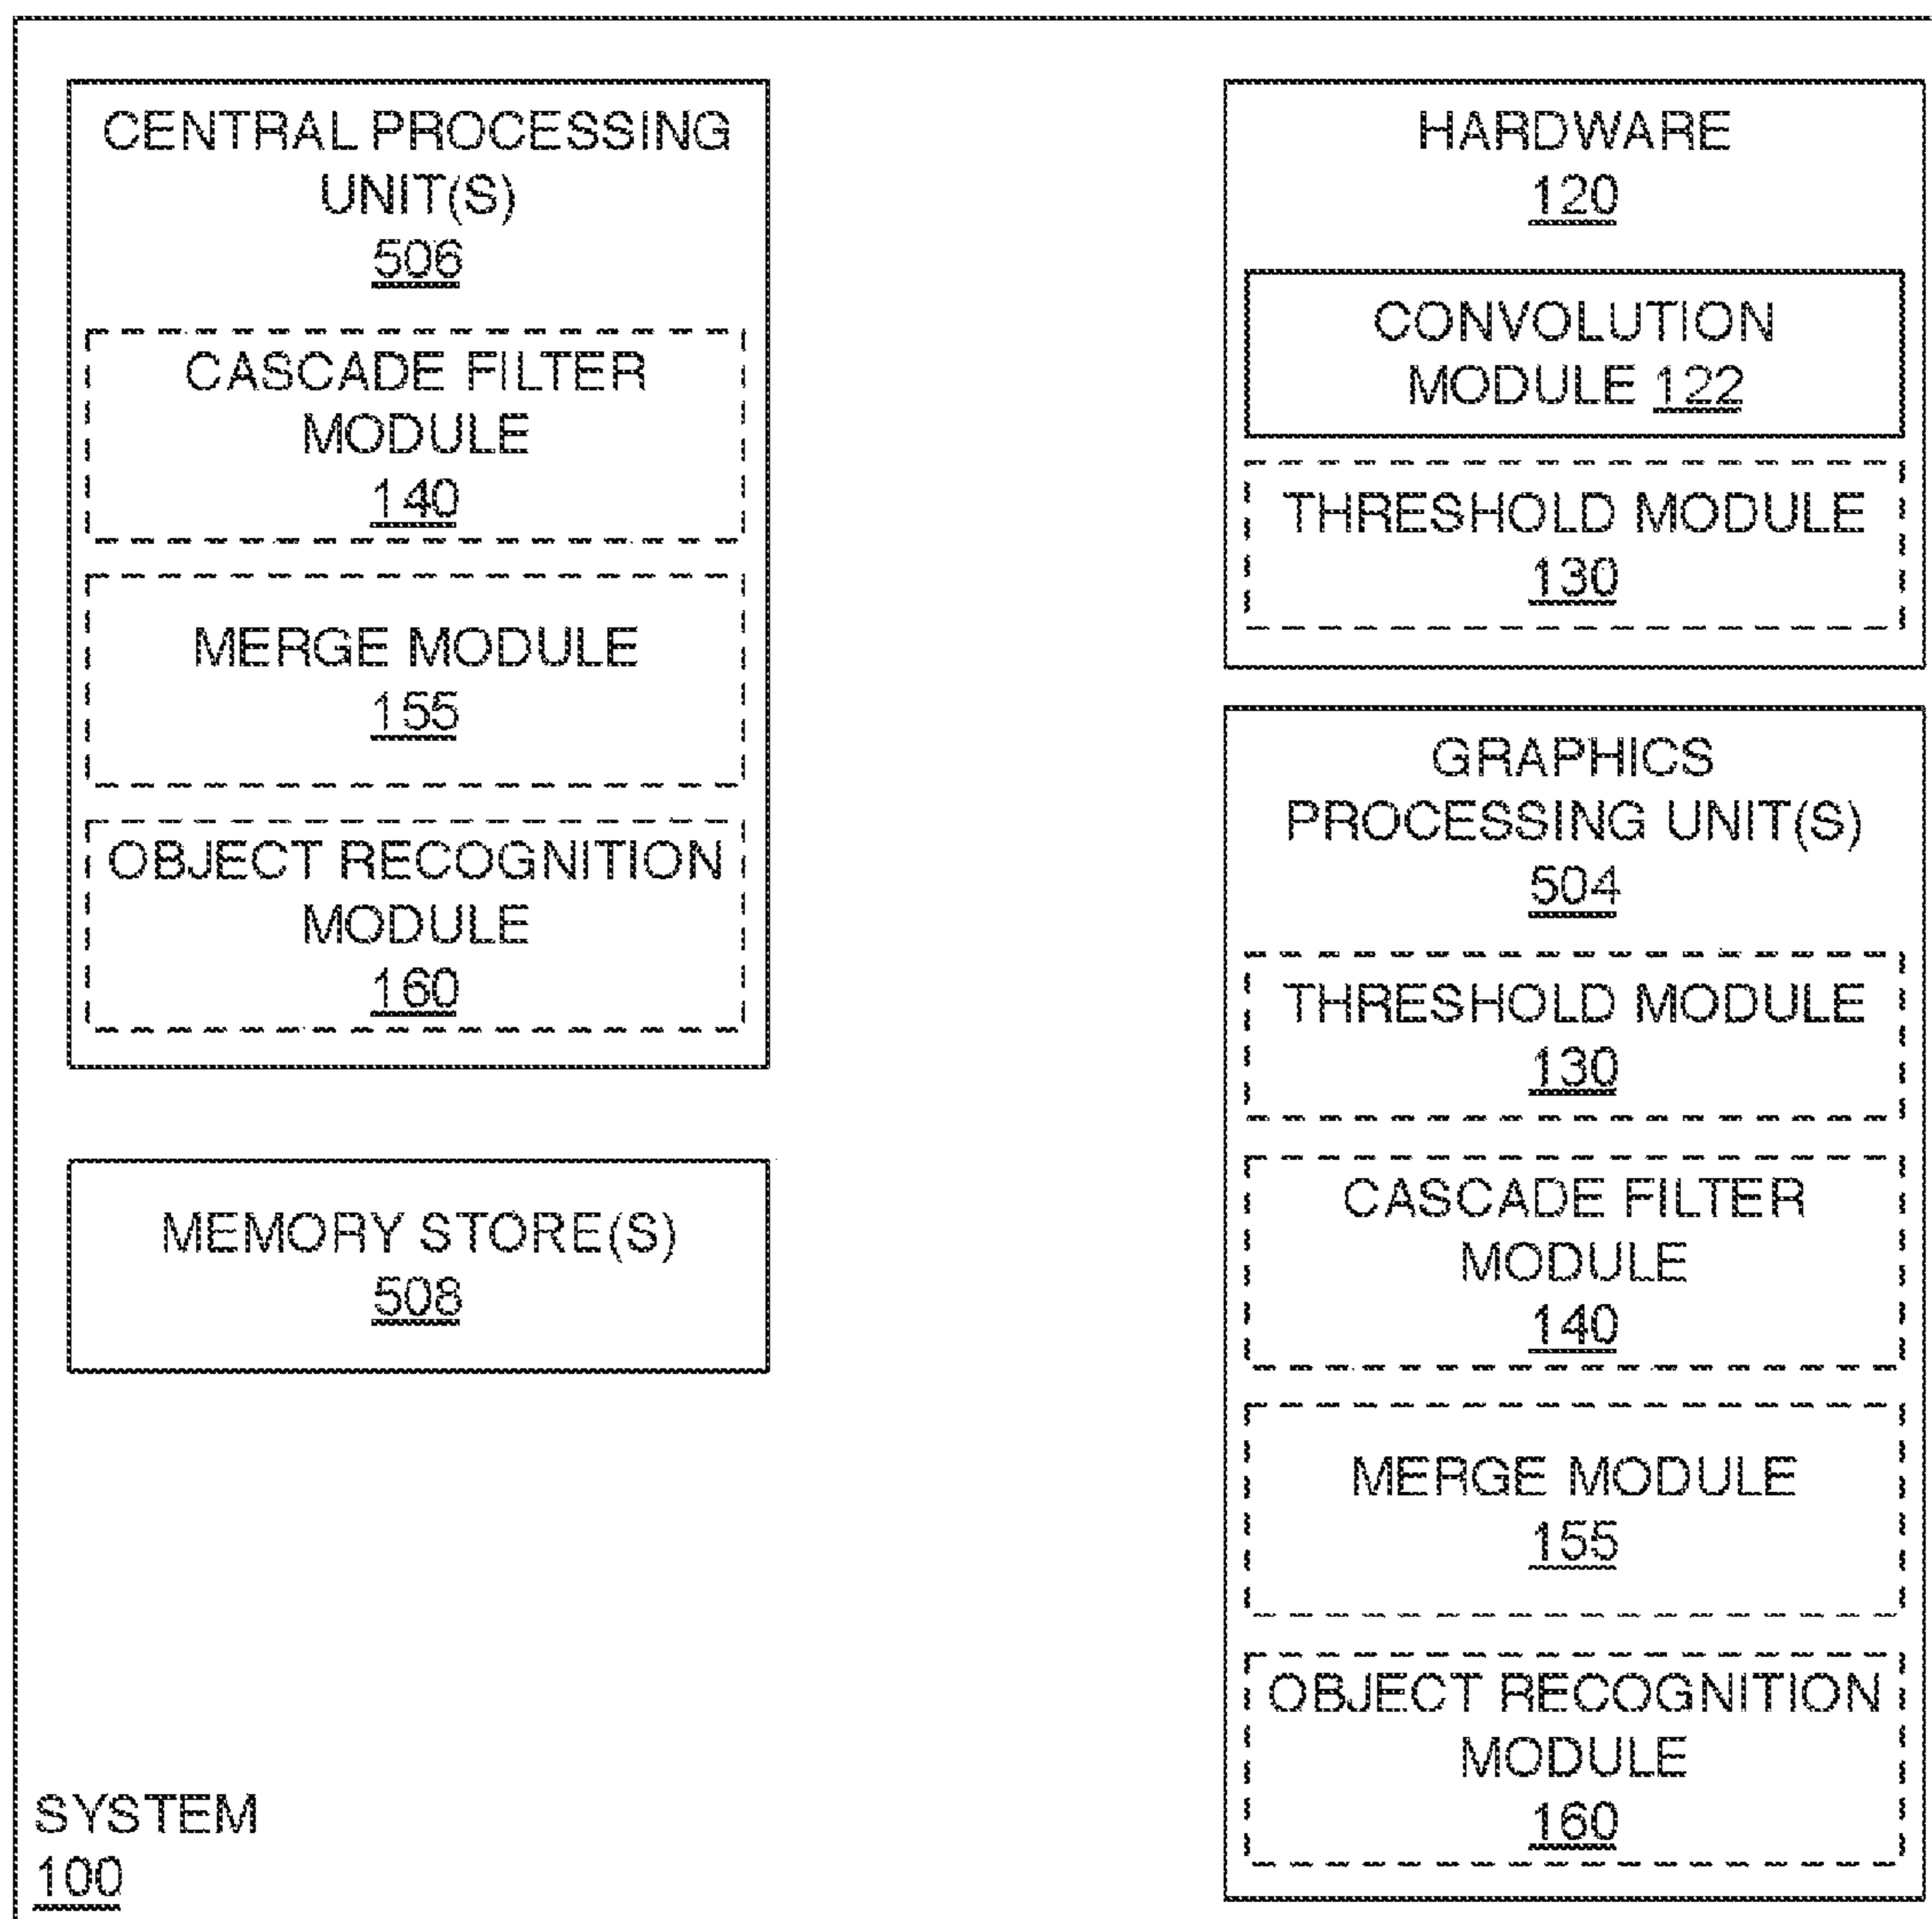 CENTRAL PROCESSING
UNIT(S)
506
CASCADE FILTER
MODULE
140
MERGE MODULE
155
OBJECT RECOGNITION
MODULE
160
MEMORY STORE(S)
508
HARDWARE
120
CONVOLUTION
MODULE 122
THRESHOLD MODULE
130
GRAPHICS
PROCESSING UNIT(S)
504
THRESHOLD MODULE
130
CASCADE FILTER
MODULE
140
MERGE MODULE
155
OBJECT RECOGNITION
MODULE
160
SYSTEM
100